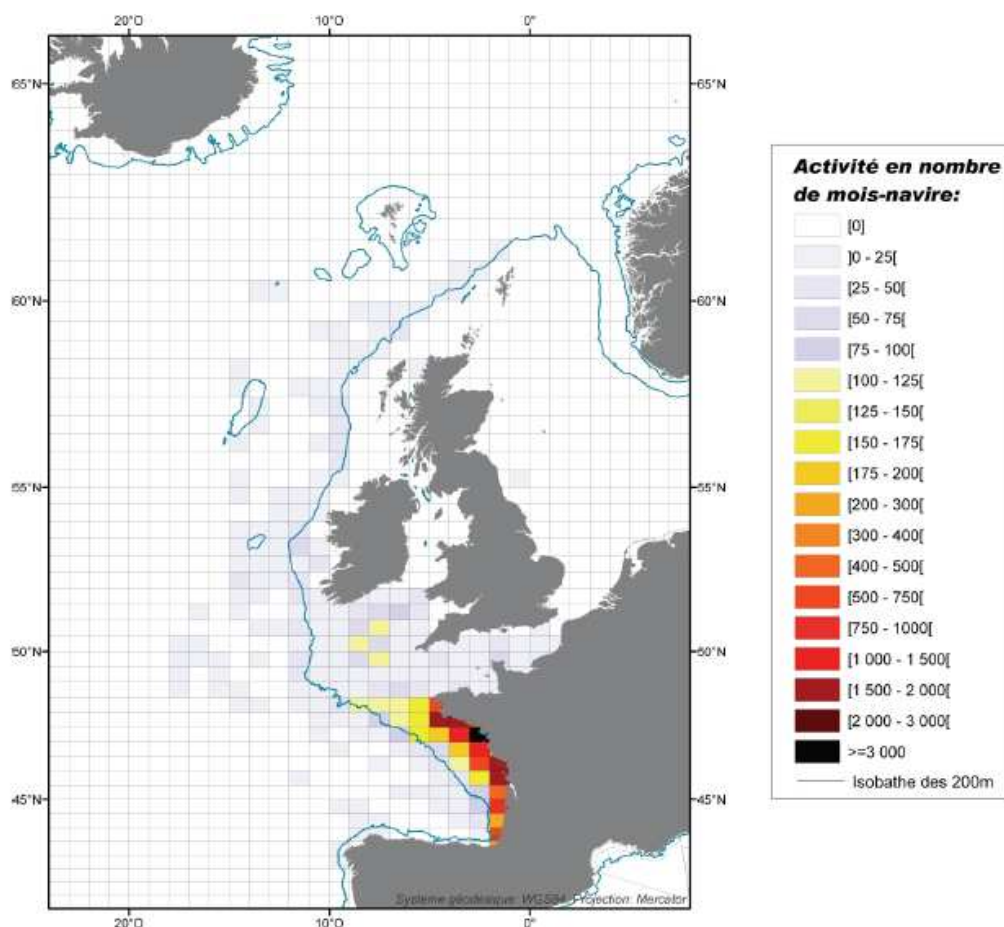 20°O 10°O 0°
65°N 65°N
60°N 60°N
55°N 55°N
50°N 50°N
45°N 45°N
Système géodésique: WGS84, Projection: Mercator
20°O 10°O 0°
Activité en nombre
de mois-navire:
[0]
]0 - 25[
[25 - 50[
[50 - 75[
[75 - 100[
[100 - 125[
[125 - 150[
[150 - 175[
[175 - 200[
[200 - 300[
[300 - 400[
[400 - 500[
[500 - 750[
[750 - 1000[
[1 000 - 1 500[
[1 500 - 2 000[
[2 000 - 3 000[
>=3 000
Isobathe des 200m